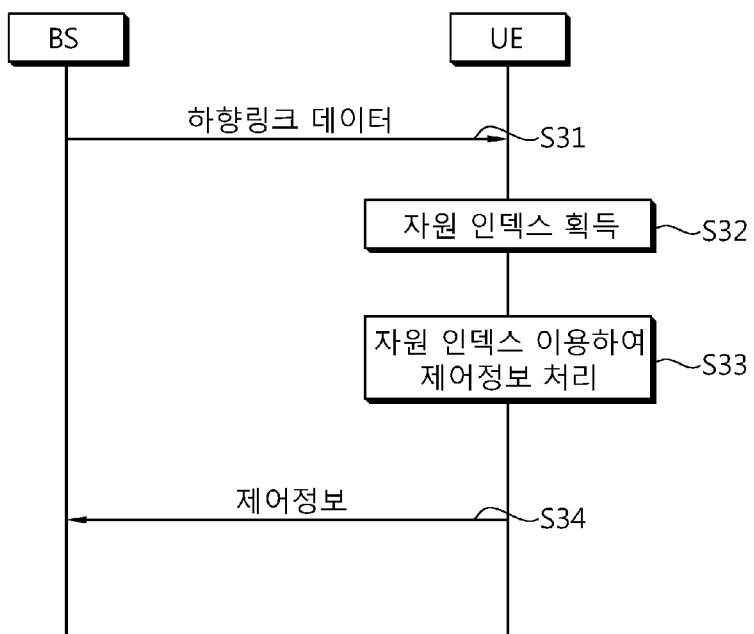 BS
UE
하향링크 데이터
S31
자원 인덱스 획득
S32
자원 인덱스 이용하여
제어정보 처리
S33
제어정보
S34